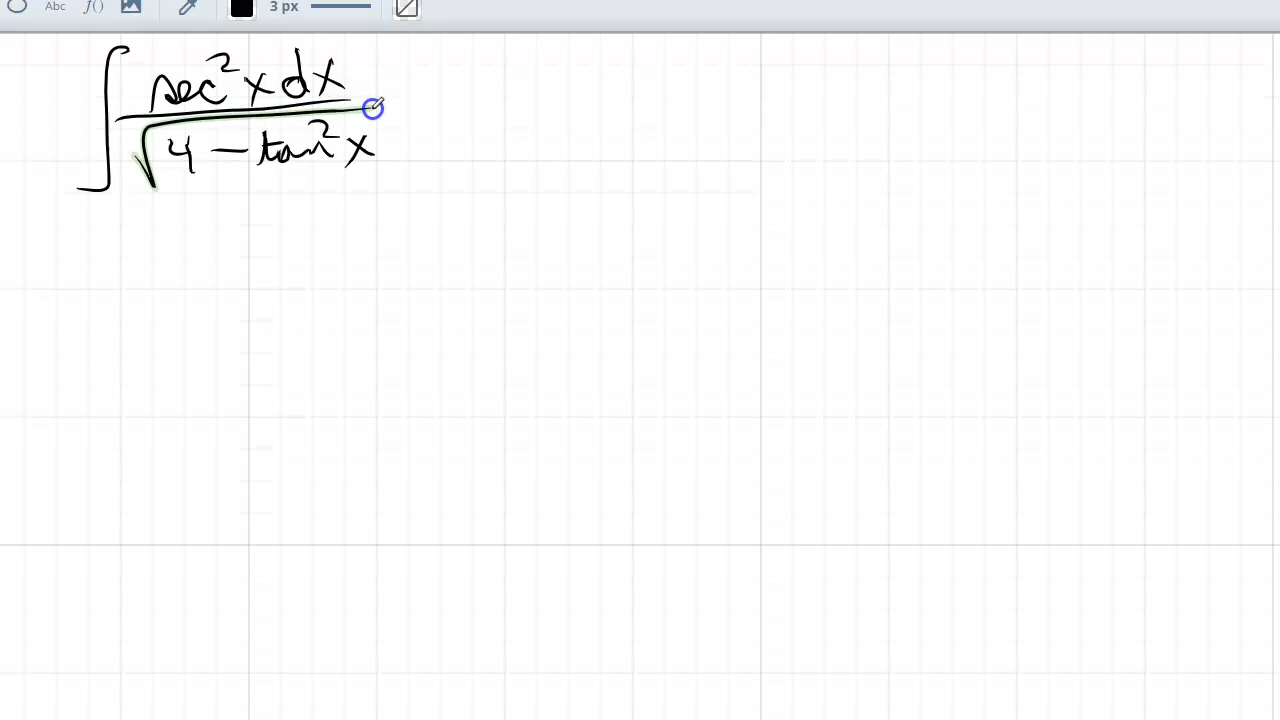 Abc f() 3 px
∫ sec²x dx
√4 − tan²x